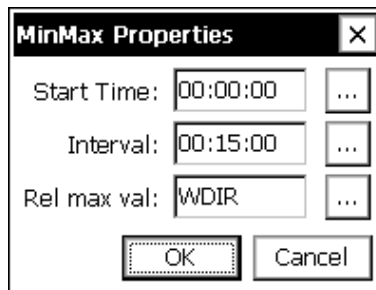 MinMax Properties ×
Start Time: 00:00:00 ...
Interval: 00:15:00 ...
Rel max val: WDIR ...
OK Cancel